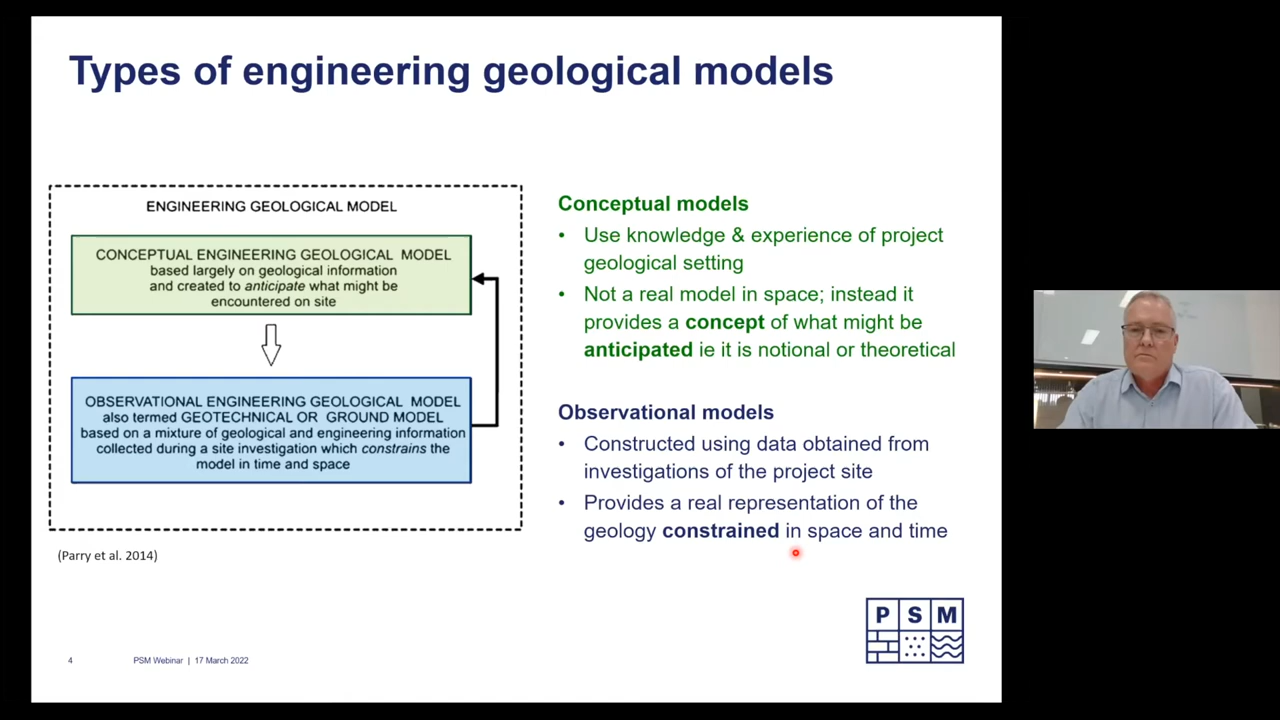 Types of engineering geological models
ENGINEERING GEOLOGICAL MODEL
CONCEPTUAL ENGINEERING GEOLOGICAL MODEL
based largely on geological information
and created to anticipate what might be
encountered on site
OBSERVATIONAL ENGINEERING GEOLOGICAL MODEL
also termed GEOTECHNICAL OR GROUND MODEL
based on a mixture of geological and engineering information
collected during a site investigation which constrains the
model in time and space
(Parry et al. 2014)
Conceptual models
• Use knowledge & experience of project
geological setting
• Not a real model in space; instead it
provides a concept of what might be
anticipated ie it is notional or theoretical
Observational models
• Constructed using data obtained from
investigations of the project site
• Provides a real representation of the
geology constrained in space and time
PSM
4 PSM Webinar | 17 March 2022